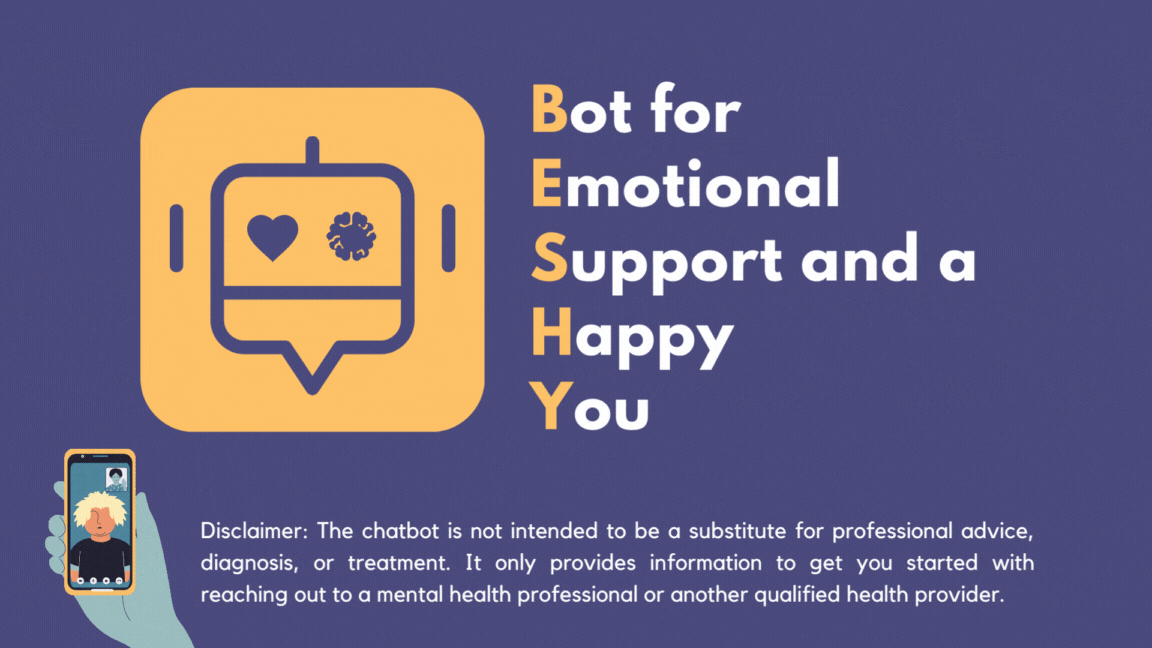 Bot for
Emotional
Support and a
Happy
You
Disclaimer: The chatbot is not intended to be a substitute for professional advice,
diagnosis, or treatment. It only provides information to get you started with
reaching out to a mental health professional or another qualified health provider.